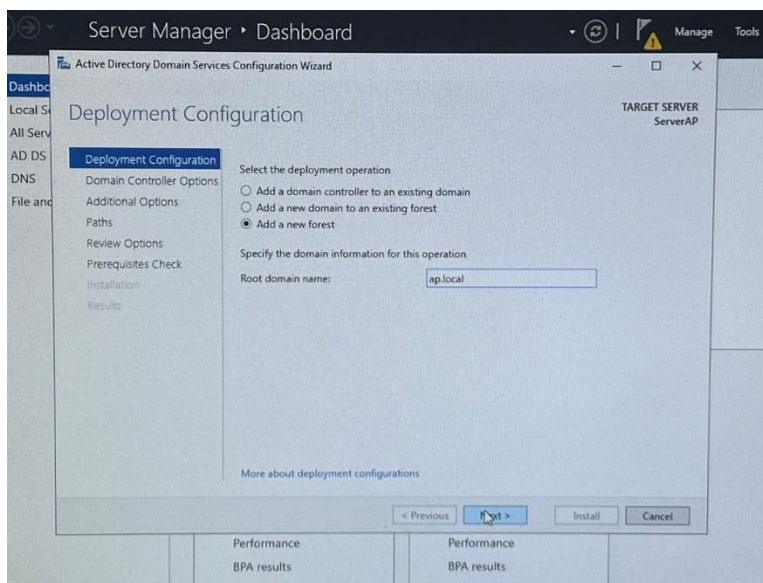 Server Manager ‣ Dashboard
Manage Tools
Active Directory Domain Services Configuration Wizard
Deployment Configuration
TARGET SERVER
ServerAP
Local
AD DS
DNS
File and
Deployment Configuration
Domain Controller Options
Additional Options
Paths
Review Options
Prerequisites Check
Installation
Results
Select the deployment operation
Add a domain controller to an existing domain
Add a new domain to an existing forest
Add a new forest
Specify the domain information for this operation
Root domain name: ap.local
More about deployment configurations
< Previous Next > Install Cancel
Performance Performance
BPA results BPA results